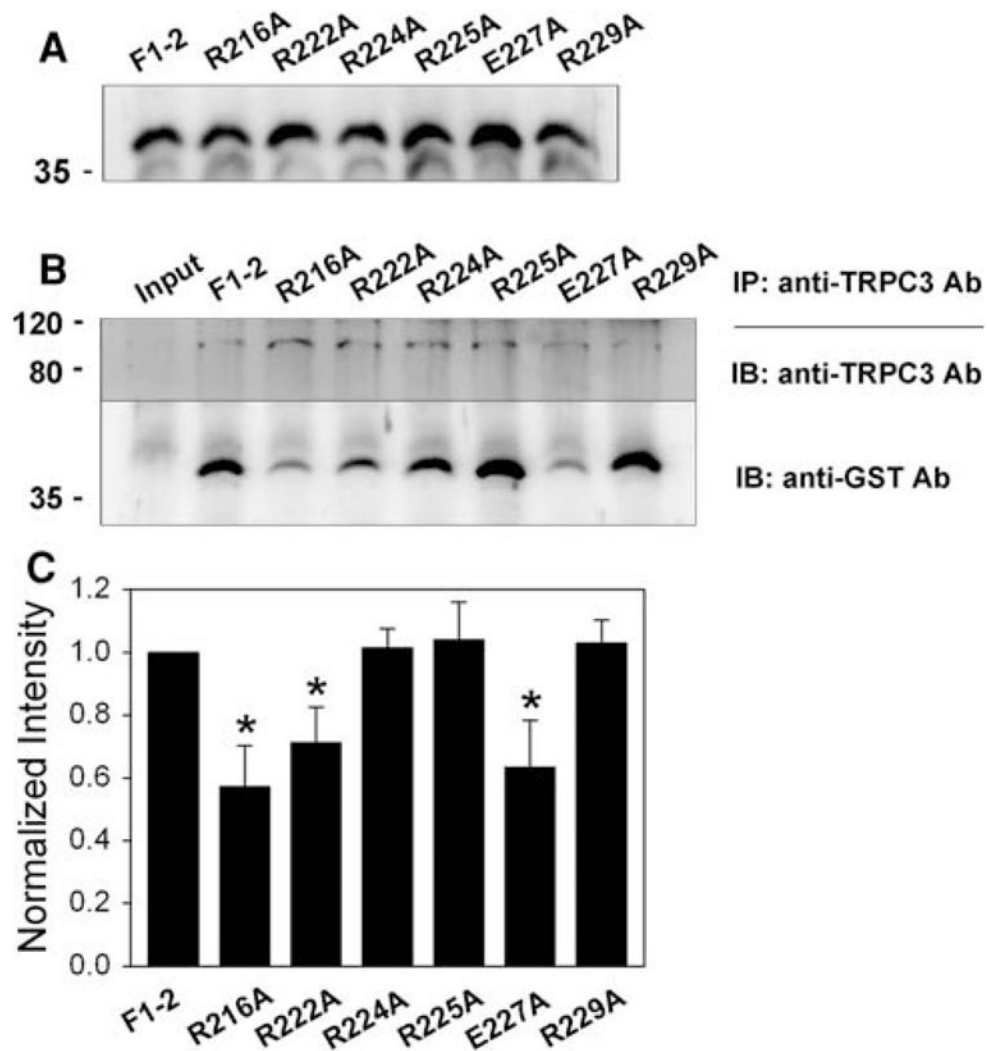 A
F1-2 R216A R222A R224A R225A E227A R229A
35 -
B
Input F1-2 R216A R222A R224A R225A E227A R229A
IP: anti-TRPC3 Ab
120 -
80 -
IB: anti-TRPC3 Ab
35 -
IB: anti-GST Ab
C
Normalized Intensity
1.2
1.0
0.8
0.6
0.4
0.2
0.0
* * *
F1-2 R216A R222A R224A R225A E227A R229A